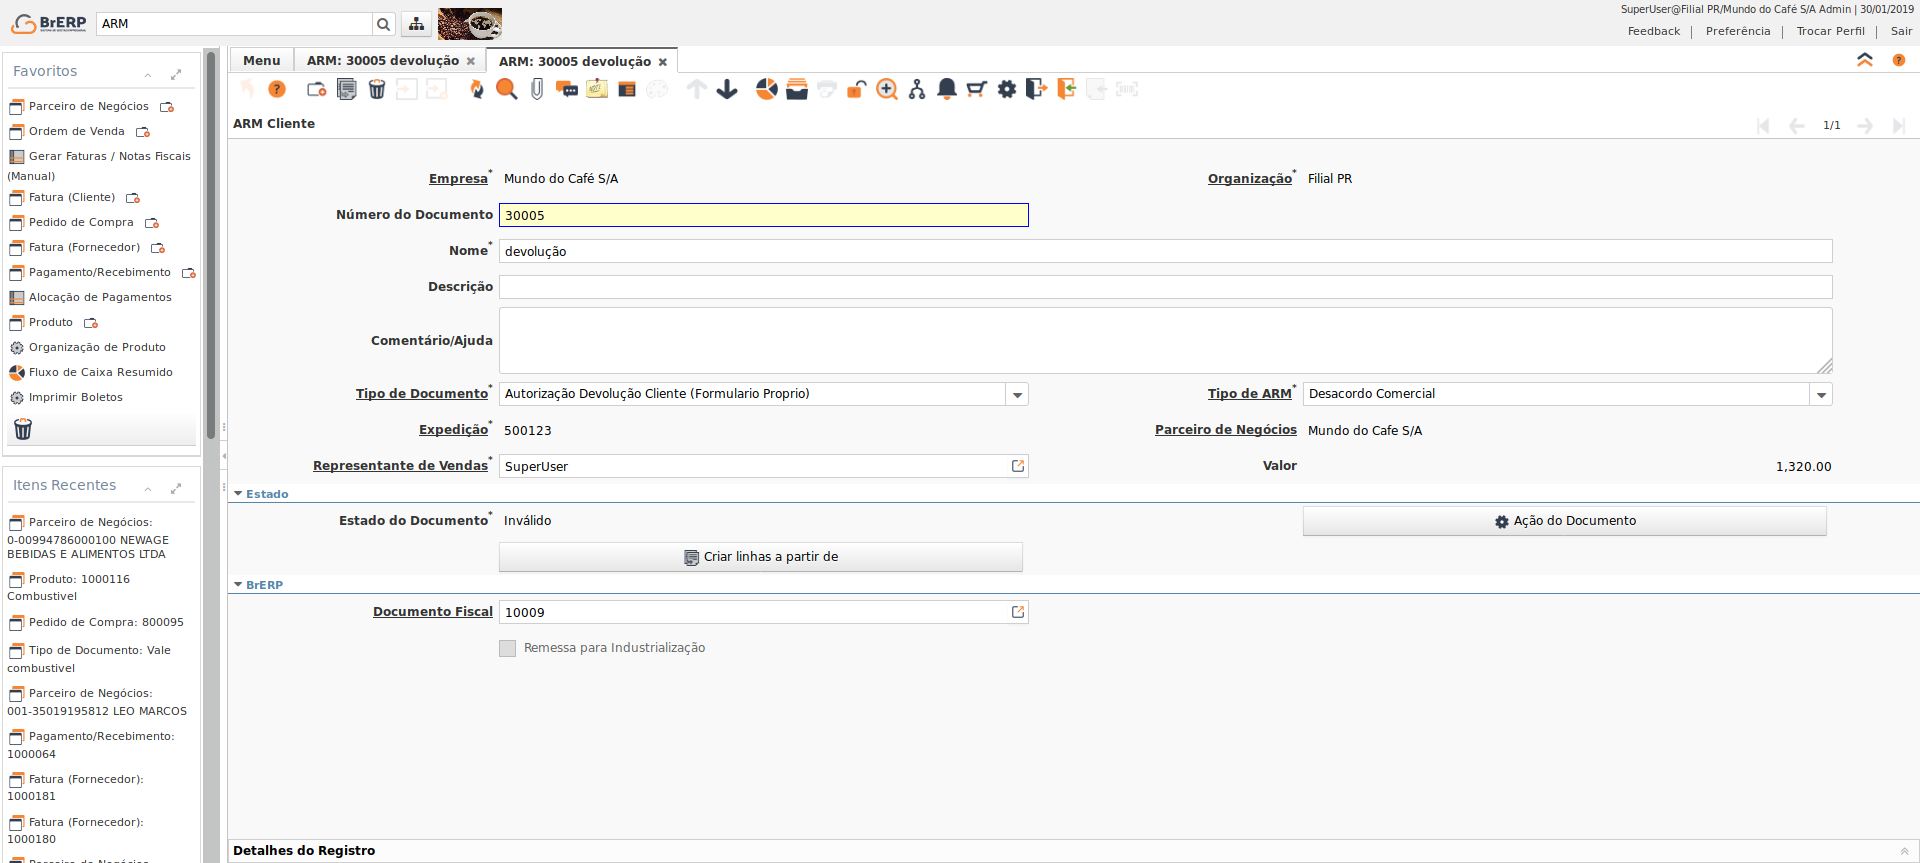 BrERP
ARM
SuperUser@Filial PR/Mundo do Café S/A Admin | 30/01/2019
Feedback | Preferência | Trocar Perfil | Sair
Favoritos
Parceiro de Negócios
Ordem de Venda
Gerar Faturas / Notas Fiscais
(Manual)
Fatura (Cliente)
Pedido de Compra
Fatura (Fornecedor)
Pagamento/Recebimento
Alocação de Pagamentos
Produto
Organização de Produto
Fluxo de Caixa Resumido
Imprimir Boletos
Itens Recentes
Parceiro de Negócios:
0-00994786000100 NEWAGE
BEBIDAS E ALIMENTOS LTDA
Produto: 1000116
Combustivel
Pedido de Compra: 800095
Tipo de Documento: Vale
combustivel
Parceiro de Negócios:
001-35019195812 LEO MARCOS
Pagamento/Recebimento:
1000064
Fatura (Fornecedor):
1000181
Fatura (Fornecedor):
1000180
Parceiro de Negócios
Menu
ARM: 30005 devolução
ARM: 30005 devolução
ARM Cliente
1/1
Empresa* Mundo do Café S/A
Organização* Filial PR
Número do Documento 30005
Nome* devolução
Descrição
Comentário/Ajuda
Tipo de Documento* Autorização Devolução Cliente (Formulario Proprio)
Tipo de ARM* Desacordo Comercial
Expedição* 500123
Parceiro de Negócios Mundo do Cafe S/A
Representante de Vendas* SuperUser
Valor 1,320.00
Estado
Estado do Documento* Inválido
Ação do Documento
Criar linhas a partir de
BrERP
Documento Fiscal 10009
Remessa para Industrialização
Detalhes do Registro